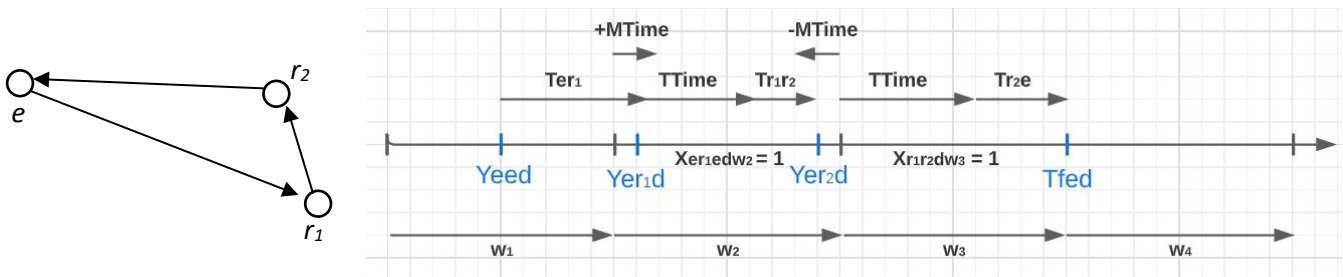 r2
e
r1
+MTime
-MTime
Ter1
TTime
Tr1r2
TTime
Tr2e
Xer1edw2 = 1
Xr1r2dw3 = 1
Yeed
Yer1d
Yer2d
Tfed
w1
w2
w3
w4